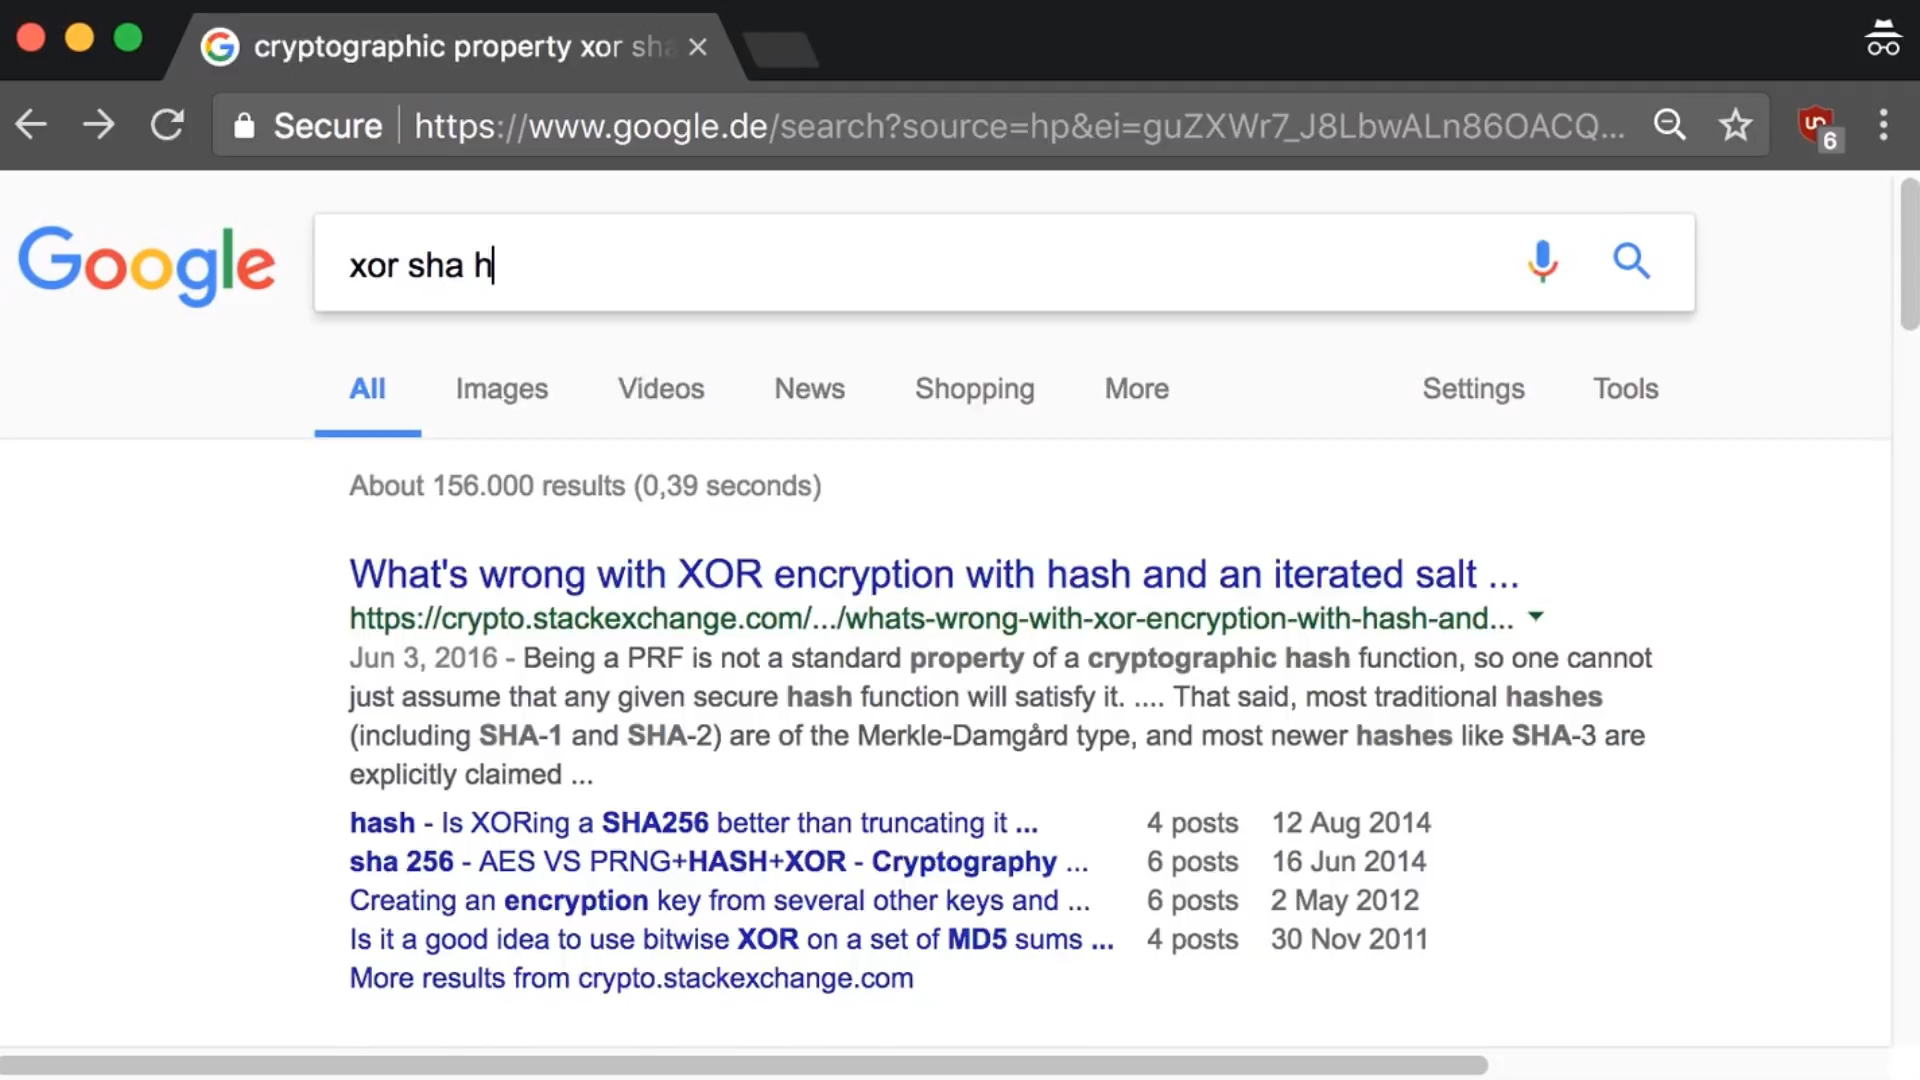 cryptographic property xor sha
Secure https://www.google.de/search?source=hp&ei=guZXWr7_J8LbwALn86OACQ...
6
Google
xor sha h
All Images Videos News Shopping More Settings Tools
About 156.000 results (0,39 seconds)
What's wrong with XOR encryption with hash and an iterated salt ...
https://crypto.stackexchange.com/.../whats-wrong-with-xor-encryption-with-hash-and...
Jun 3, 2016 - Being a PRF is not a standard property of a cryptographic hash function, so one cannot
just assume that any given secure hash function will satisfy it. .... That said, most traditional hashes
(including SHA-1 and SHA-2) are of the Merkle-Damgård type, and most newer hashes like SHA-3 are
explicitly claimed ...
hash - Is XORing a SHA256 better than truncating it ... 4 posts 12 Aug 2014
sha 256 - AES VS PRNG+HASH+XOR - Cryptography ... 6 posts 16 Jun 2014
Creating an encryption key from several other keys and ... 6 posts 2 May 2012
Is it a good idea to use bitwise XOR on a set of MD5 sums ... 4 posts 30 Nov 2011
More results from crypto.stackexchange.com